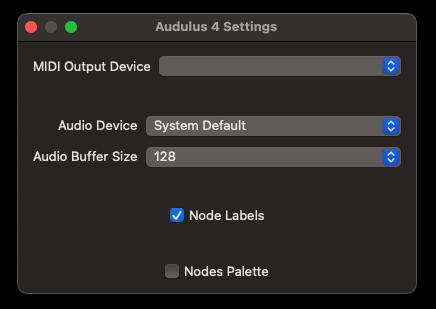 Audulus 4 Settings
MIDI Output Device
Audio Device System Default
Audio Buffer Size 128
Node Labels
Nodes Palette